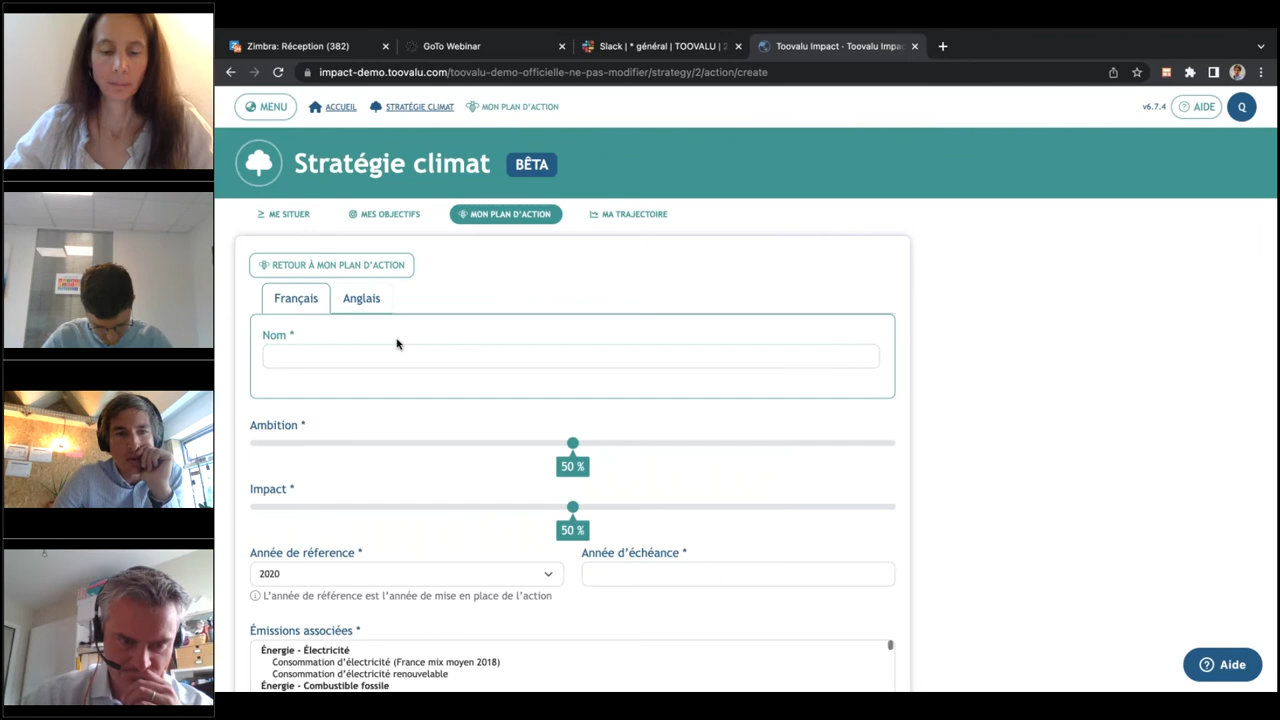 Zimbra: Réception (382)
GoTo Webinar
Slack | * général | TOOVALU | 2
Toovalu Impact · Toovalu Impac
impact-demo.toovalu.com/toovalu-demo-officielle-ne-pas-modifier/strategy/2/action/create
MENU
ACCUEIL
STRATÉGIE CLIMAT
MON PLAN D'ACTION
v6.7.4
AIDE
Q
Stratégie climat
BÊTA
ME SITUER
MES OBJECTIFS
MON PLAN D'ACTION
MA TRAJECTOIRE
RETOUR À MON PLAN D'ACTION
Français
Anglais
Nom *
Ambition *
50 %
Impact *
50 %
Année de réference *
Année d'échéance *
2020
L'année de référence est l'année de mise en place de l'action
Émissions associées *
Énergie - Électricité
Consommation d'électricité (France mix moyen 2018)
Consommation d'électricité renouvelable
Énergie - Combustible fossile
Aide